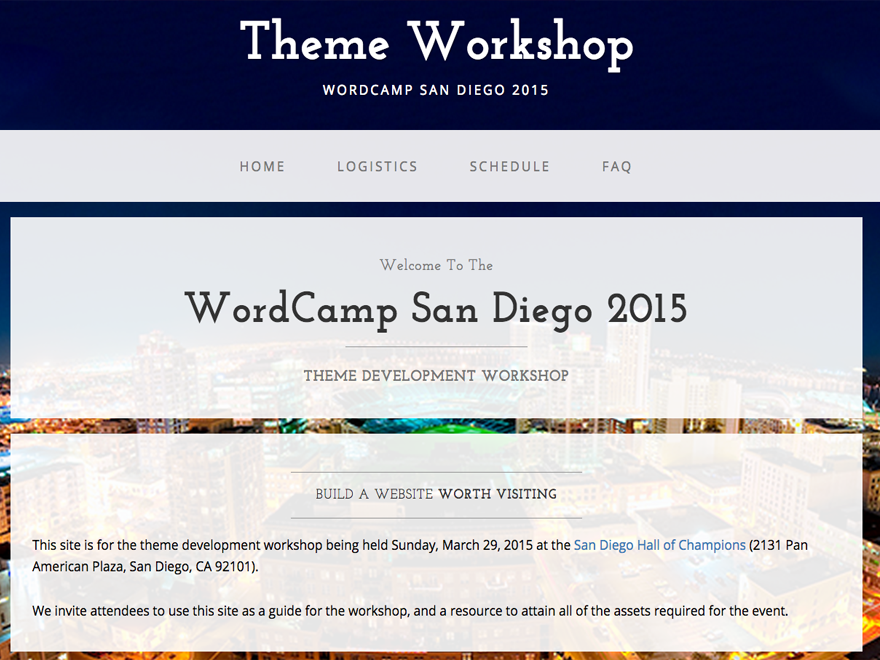 Theme Workshop
WORDCAMP SAN DIEGO 2015
HOME LOGISTICS SCHEDULE FAQ
Welcome To The
WordCamp San Diego 2015
THEME DEVELOPMENT WORKSHOP
BUILD A WEBSITE WORTH VISITING
This site is for the theme development workshop being held Sunday, March 29, 2015 at the San Diego Hall of Champions (2131 Pan
American Plaza, San Diego, CA 92101).
We invite attendees to use this site as a guide for the workshop, and a resource to attain all of the assets required for the event.